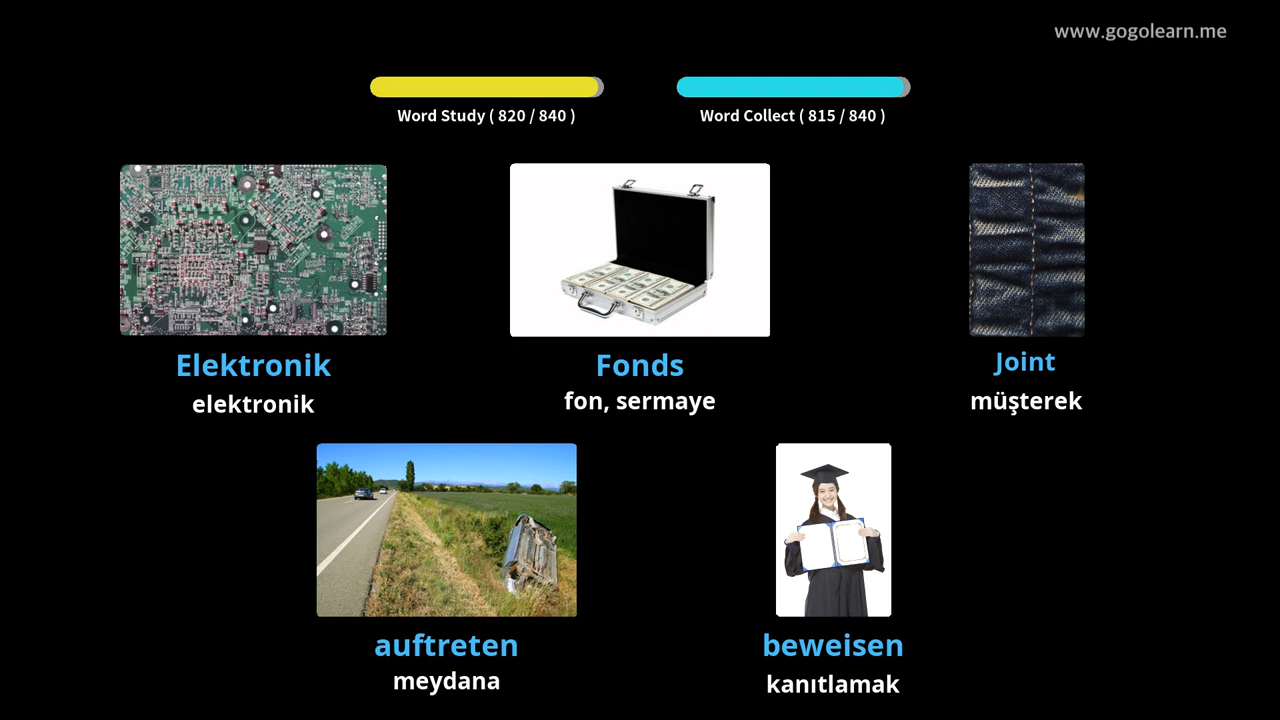 www.gogolearn.me
Word Study ( 820 / 840 )
Word Collect ( 815 / 840 )
Elektronik
elektronik
Fonds
fon, sermaye
Joint
müşterek
auftreten
meydana
beweisen
kanıtlamak